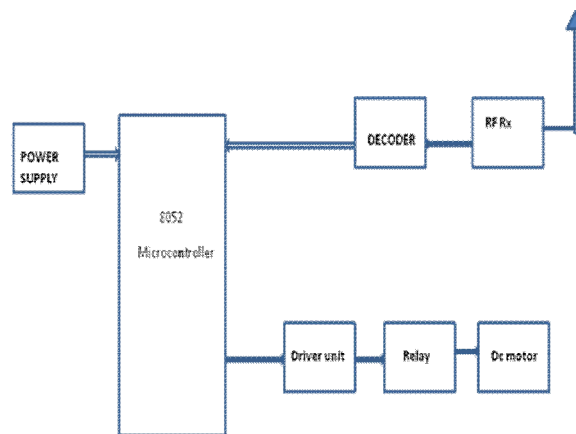 POWER
SUPPLY
8052
Microcontroller
DECODER
RF Rx
Driver unit
Relay
Dc motor